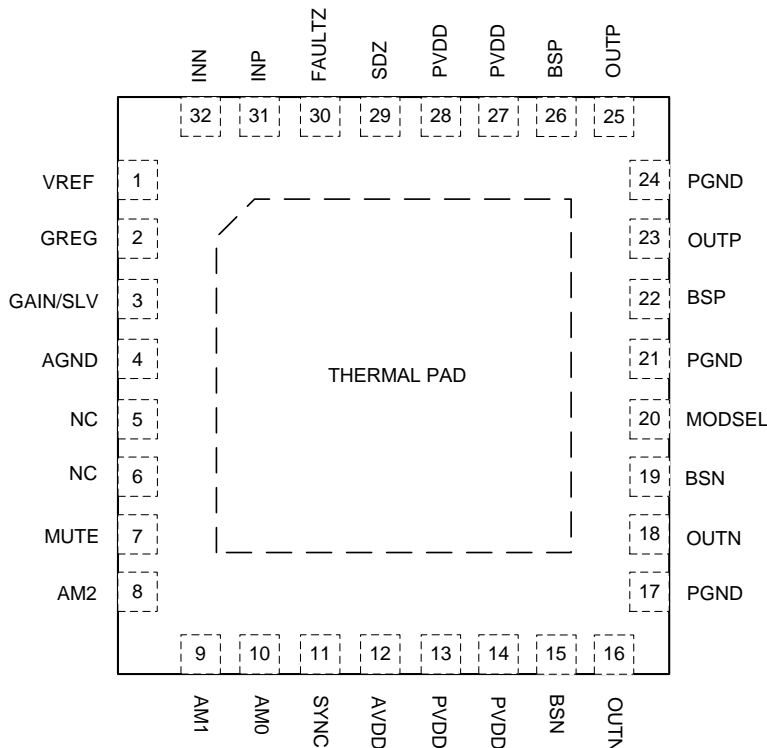 INN INP FAULTZ SDZ PVDD PVDD BSP OUTP
32 31 30 29 28 27 26 25
VREF 1 24 PGND
GREG 2 23 OUTP
GAIN/SLV 3 22 BSP
AGND 4 21 PGND
THERMAL PAD
NC 5 20 MODSEL
NC 6 19 BSN
MUTE 7 18 OUTN
AM2 8 17 PGND
9 10 11 12 13 14 15 16
AM1 AM0 SYNC AVDD PVDD PVDD BSN OUTN